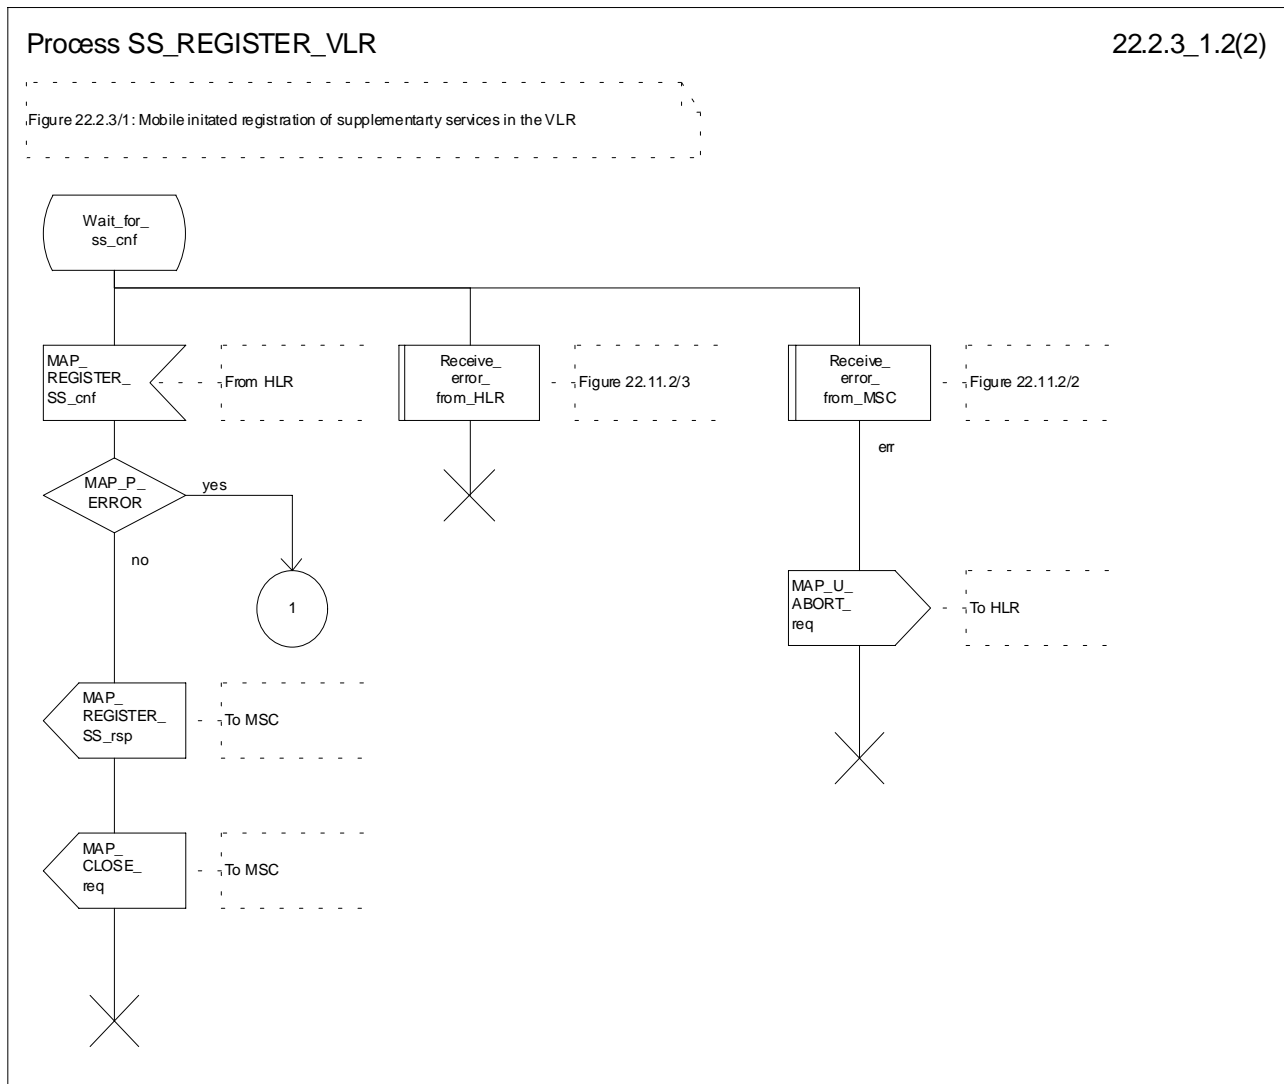 Process SS_REGISTER_VLR
22.2.3_1.2(2)
Figure 22.2.3/1: Mobile initated registration of supplementarty services in the VLR
Wait_for_
ss_cnf
MAP_
REGISTER_
SS_cnf
From HLR
Receive_
error_
from_HLR
Figure 22.11.2/3
Receive_
error_
from_MSC
Figure 22.11.2/2
err
MAP_P_
ERROR
yes
no
1
MAP_U_
ABORT_
req
To HLR
MAP_
REGISTER_
SS_rsp
To MSC
MAP_
CLOSE_
req
To MSC